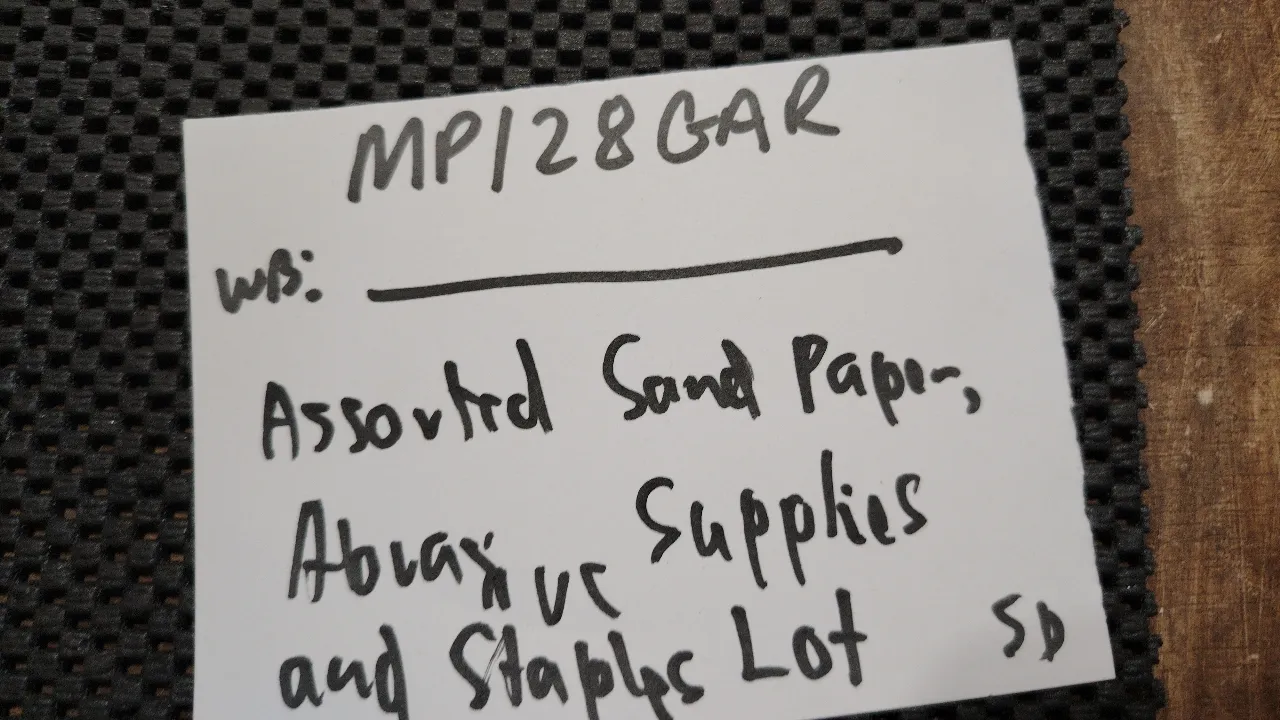 MP128GAR
WB:
Assorted Sand Paper,
Abrasive Supplies
and Staples Lot SD